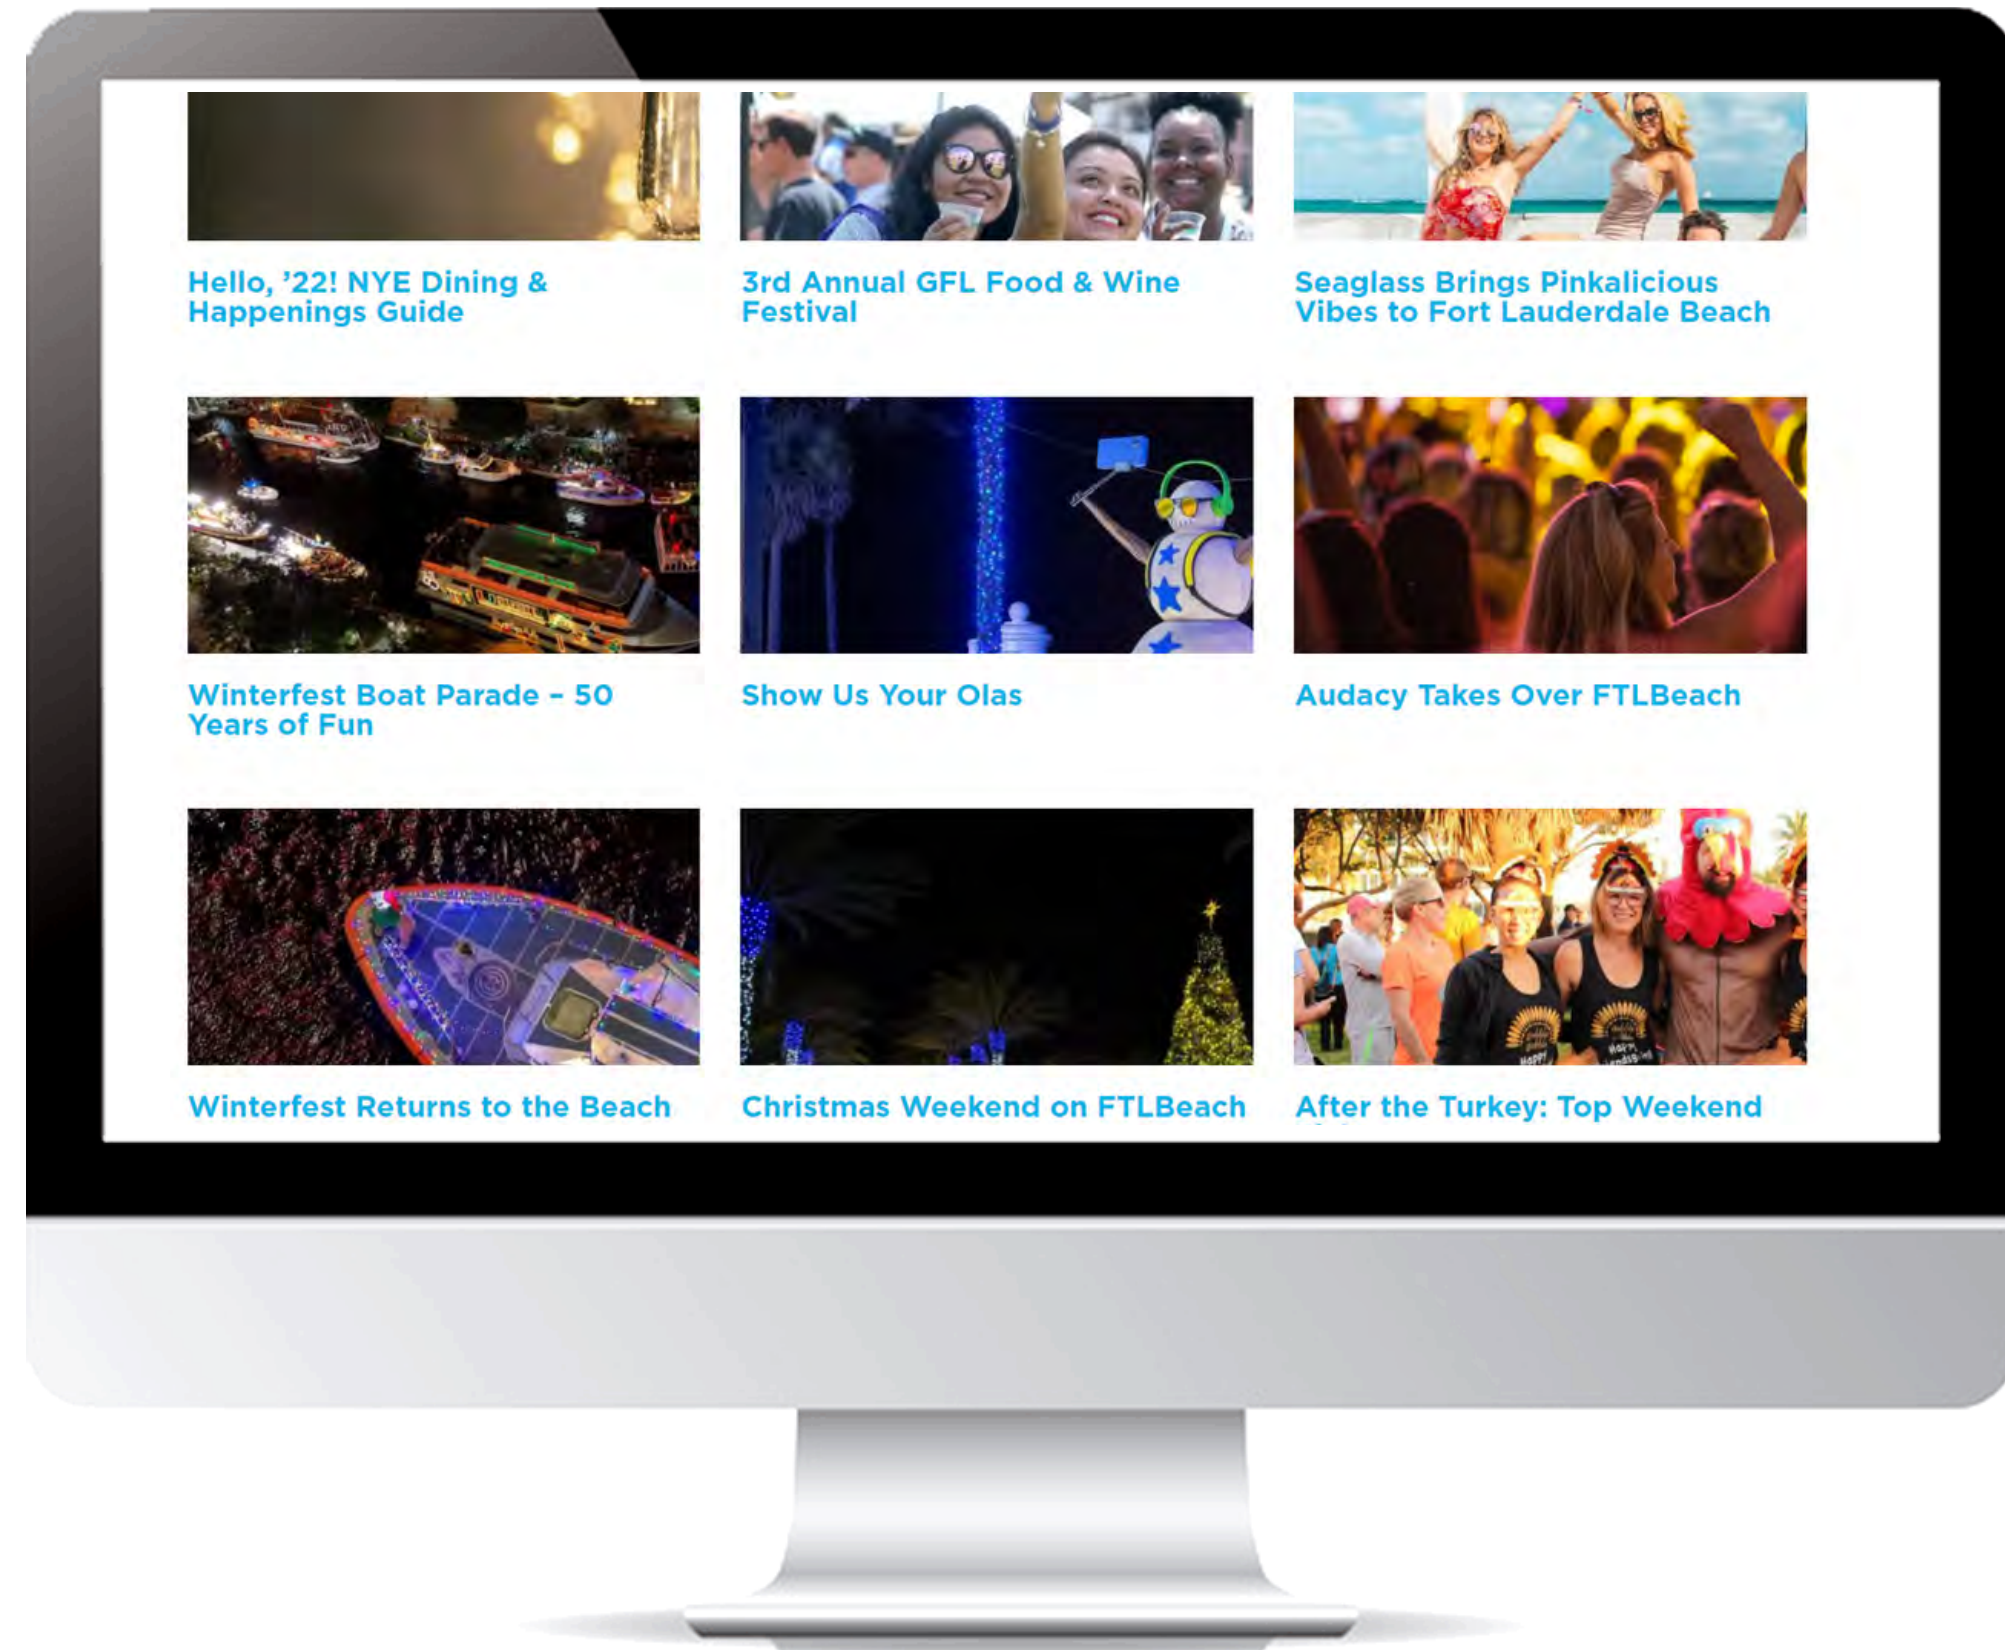 Hello, ’22! NYE Dining &
Happenings Guide
3rd Annual GFL Food & Wine
Festival
Seaglass Brings Pinkalicious
Vibes to Fort Lauderdale Beach
Winterfest Boat Parade – 50
Years of Fun
Show Us Your Olas
Audacy Takes Over FTLBeach
Winterfest Returns to the Beach
Christmas Weekend on FTLBeach
After the Turkey: Top Weekend
Happy